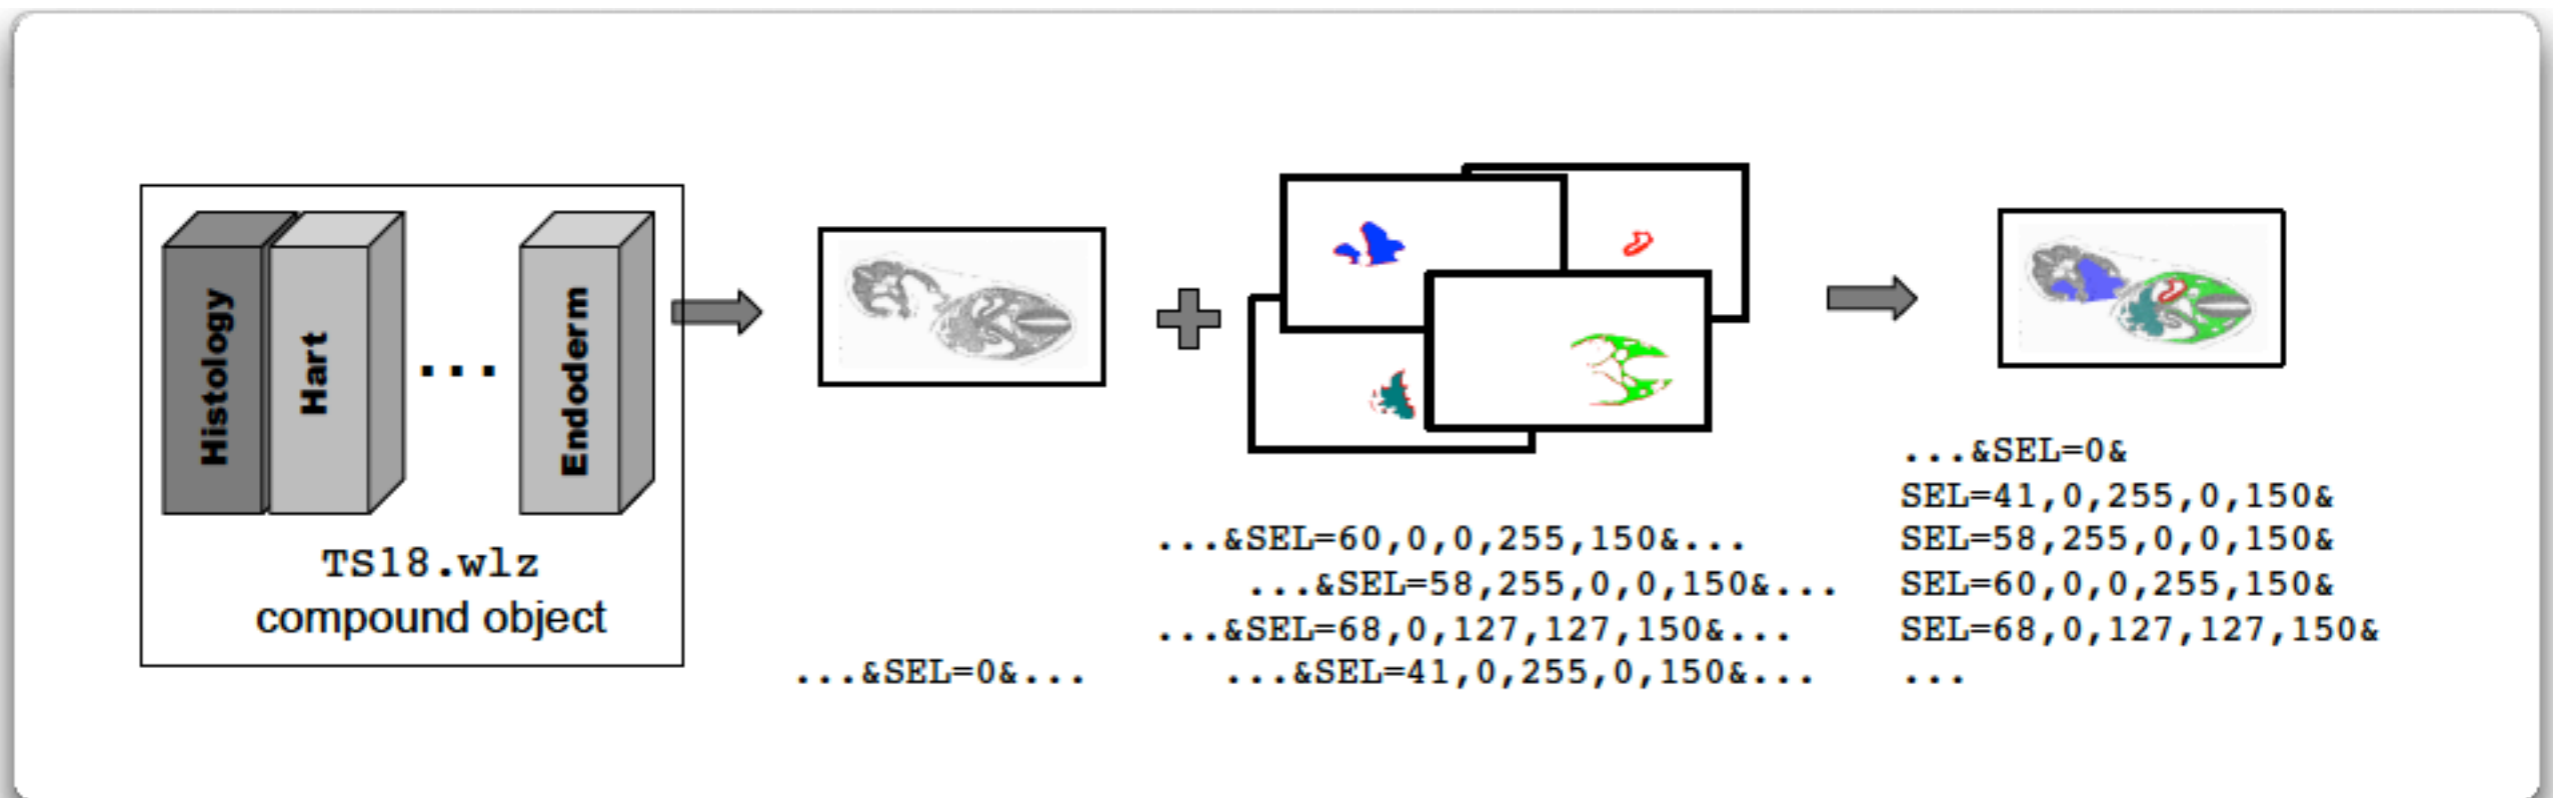 Histology
Hart
...
Endoderm
TS18.wlz
compound object
...&SEL=0&...
...&SEL=60,0,0,255,150&...
...&SEL=58,255,0,0,150&...
...&SEL=68,0,127,127,150&...
...&SEL=41,0,255,0,150&...
...&SEL=0&
SEL=41,0,255,0,150&
SEL=58,255,0,0,150&
SEL=60,0,0,255,150&
SEL=68,0,127,127,150&
...